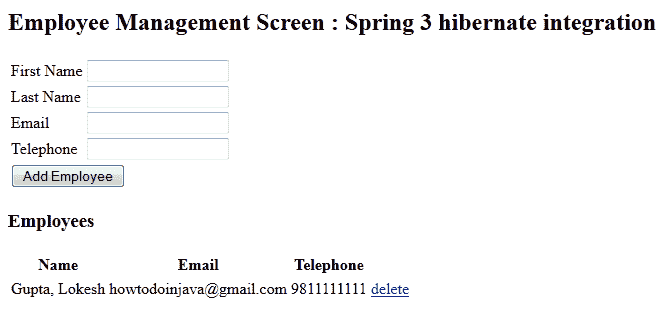 Employee Management Screen : Spring 3 hibernate integration
First Name
Last Name
Email
Telephone
Add Employee
Employees
Name Email Telephone
Gupta, Lokesh howtodoinjava@gmail.com 9811111111 delete